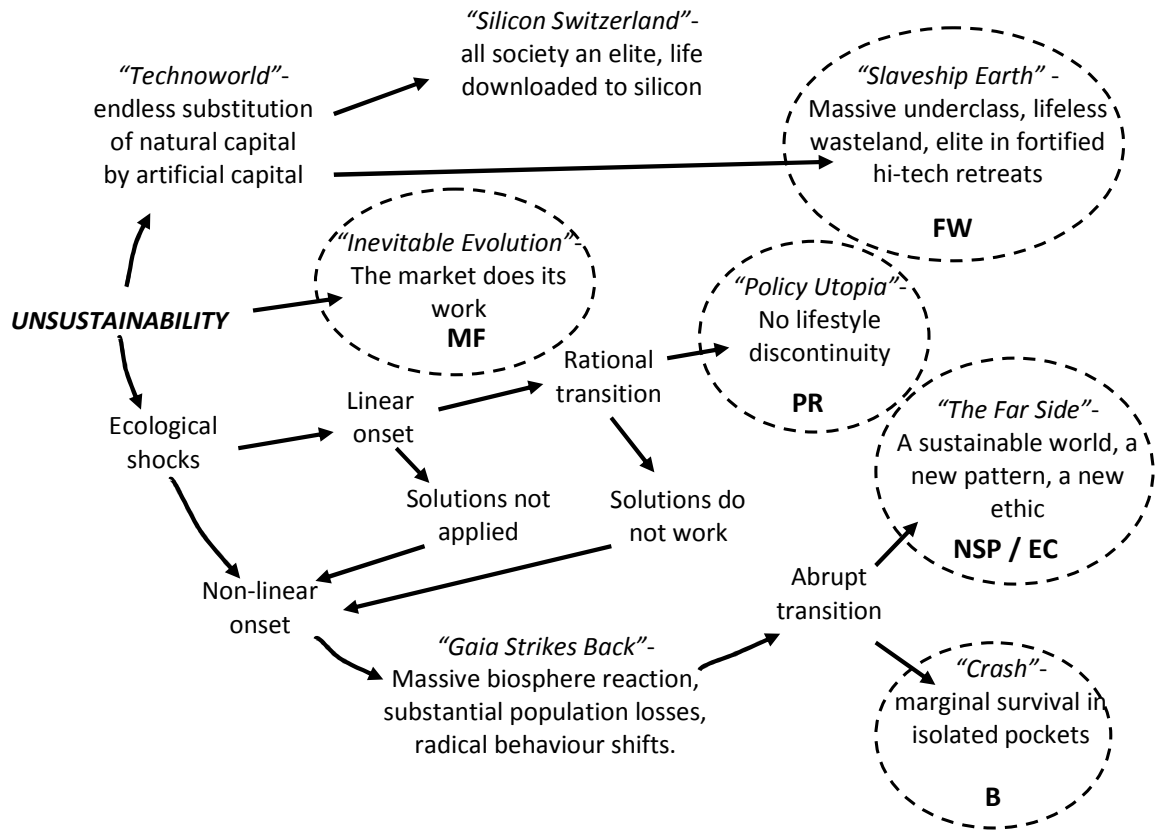 “Silicon Switzerland”-
all society an elite, life
downloaded to silicon
“Technoworld”-
endless substitution
of natural capital
by artificial capital
“Slaveship Earth” -
Massive underclass, lifeless
wasteland, elite in fortified
hi-tech retreats
FW
“Inevitable Evolution”-
The market does its
work
MF
UNSUSTAINABILITY
“Policy Utopia”-
No lifestyle
discontinuity
PR
Rational
transition
Linear
onset
Ecological
shocks
“The Far Side”-
A sustainable world, a
new pattern, a new
ethic
NSP / EC
Solutions not
applied
Solutions do
not work
Non-linear
onset
Abrupt
transition
“Gaia Strikes Back”-
Massive biosphere reaction,
substantial population losses,
radical behaviour shifts.
“Crash”-
marginal survival in
isolated pockets
B